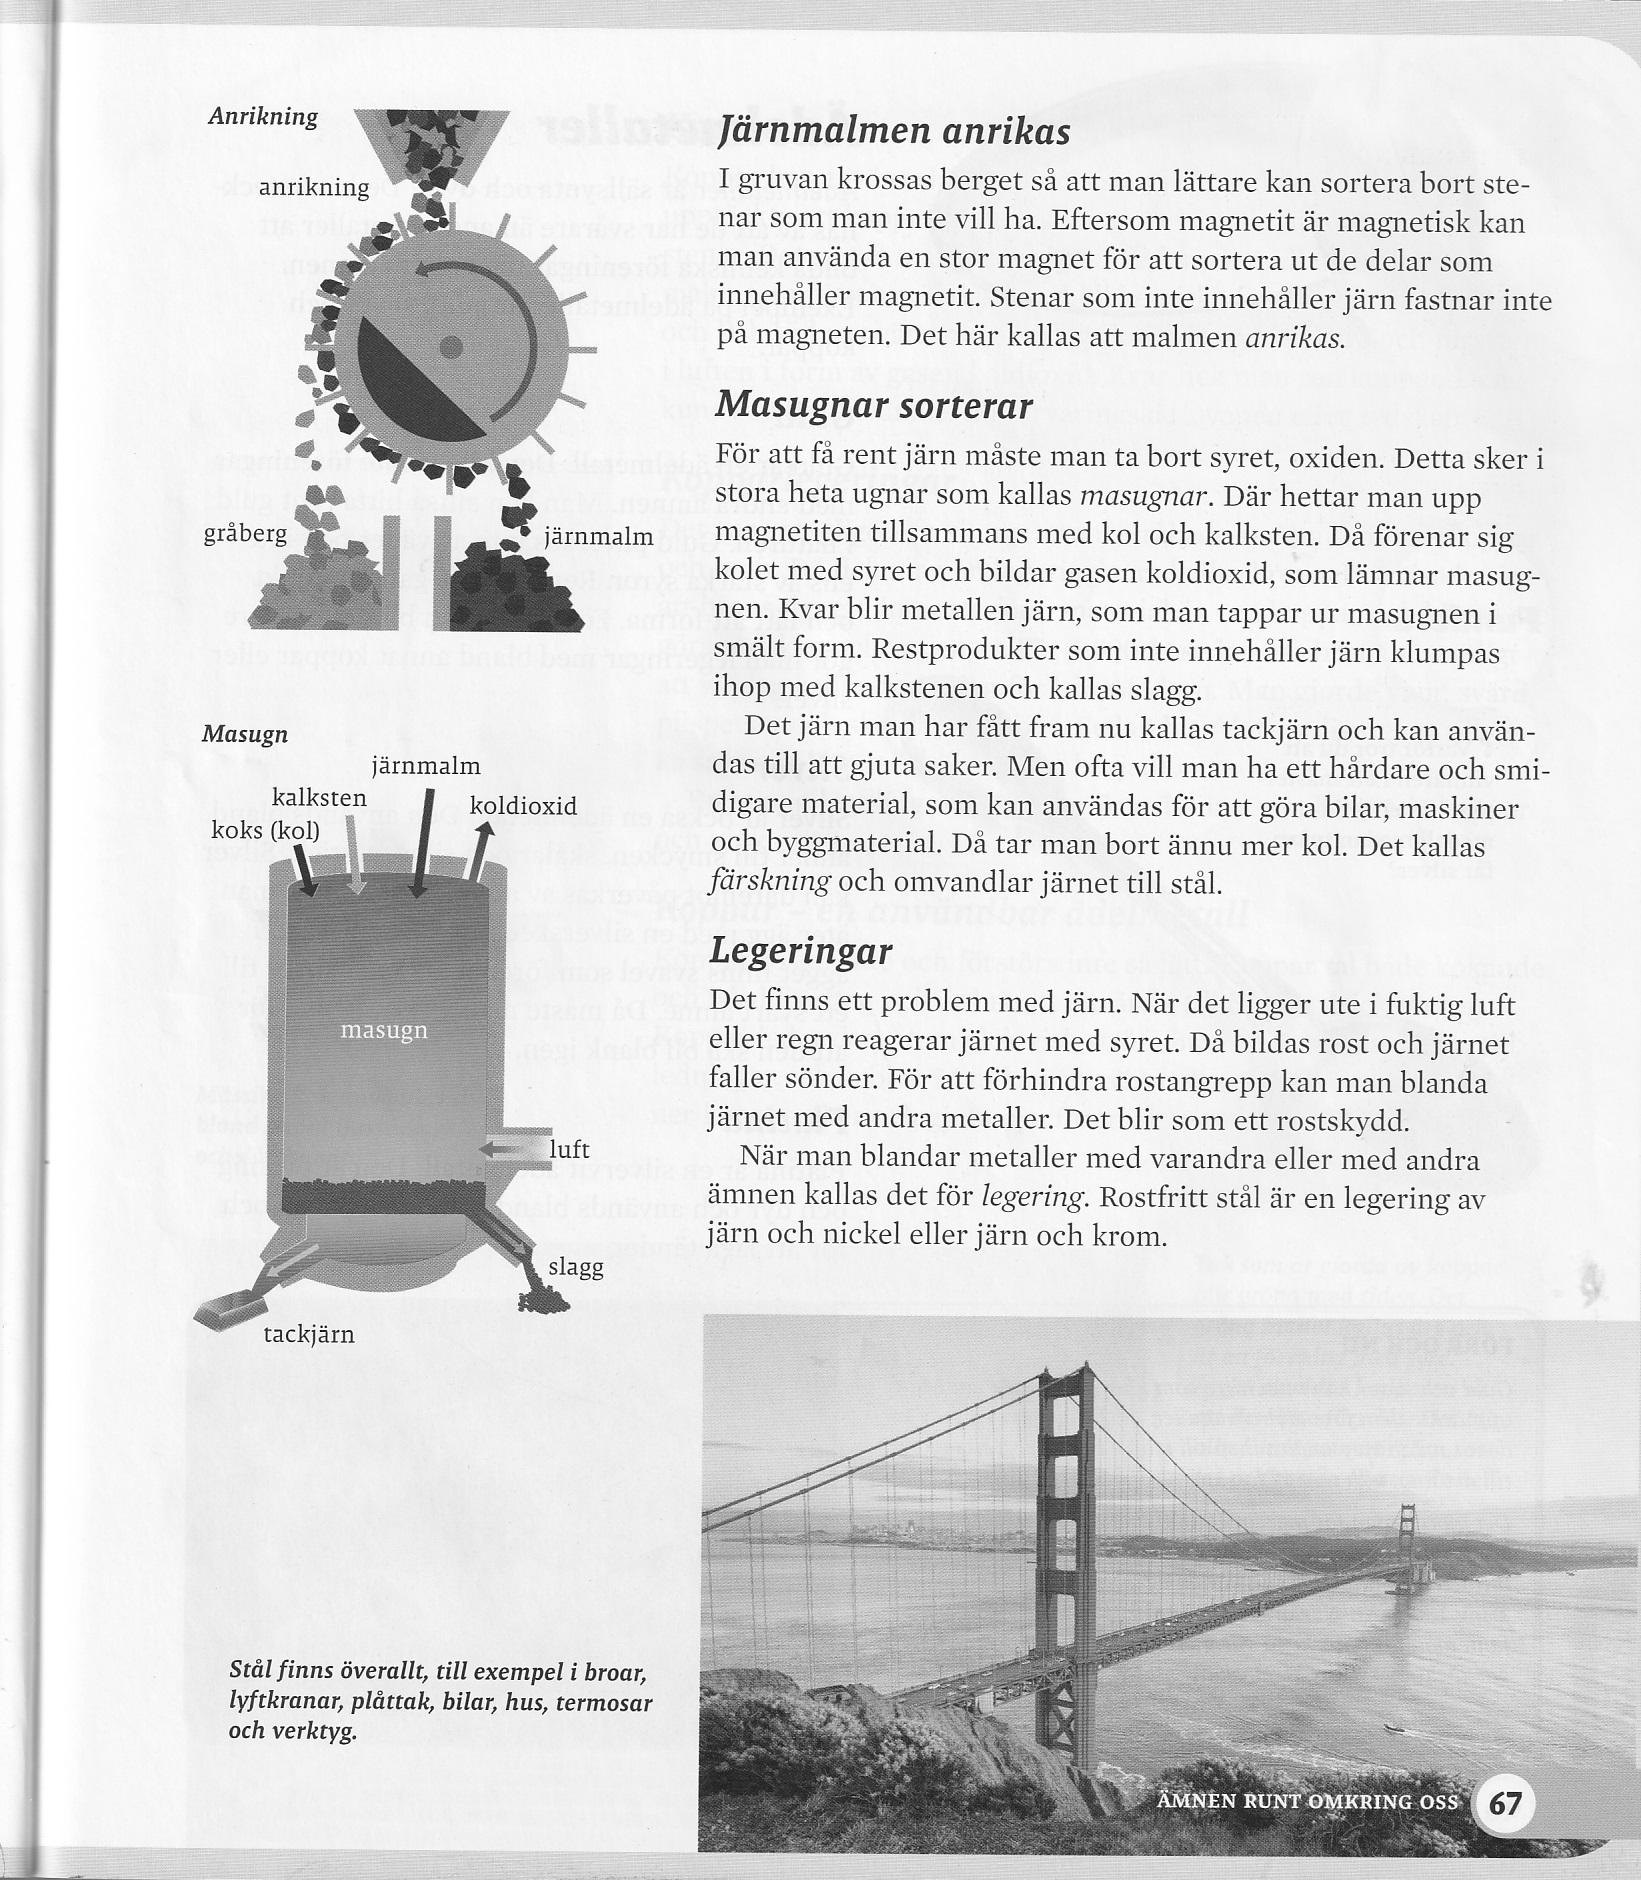 Anrikning
anrikning
gråberg
järnmalm
Masugn
järnmalm
kalksten
koldioxid
koks (kol)
masugn
luft
slagg
tackjärn
Järnmalmen anrikas
I gruvan krossas berget så att man lättare kan sortera bort ste-
nar som man inte vill ha. Eftersom magnetit är magnetisk kan
man använda en stor magnet för att sortera ut de delar som
innehåller magnetit. Stenar som inte innehåller järn fastnar inte
på magneten. Det här kallas att malmen anrikas.
Masugnar sorterar
För att få rent järn måste man ta bort syret, oxiden. Detta sker i
stora heta ugnar som kallas masugnar. Där hettar man upp
magnetiten tillsammans med kol och kalksten. Då förenar sig
kolet med syret och bildar gasen koldioxid, som lämnar masug-
nen. Kvar blir metallen järn, som man tappar ur masugnen i
smält form. Restprodukter som inte innehåller järn klumpas
ihop med kalkstenen och kallas slagg.
Det järn man har fått fram nu kallas tackjärn och kan använ-
das till att gjuta saker. Men ofta vill man ha ett hårdare och smi-
digare material, som kan användas för att göra bilar, maskiner
och byggmaterial. Då tar man bort ännu mer kol. Det kallas
färskning och omvandlar järnet till stål.
Legeringar
Det finns ett problem med järn. När det ligger ute i fuktig luft
eller regn reagerar järnet med syret. Då bildas rost och järnet
faller sönder. För att förhindra rostangrepp kan man blanda
järnet med andra metaller. Det blir som ett rostskydd.
När man blandar metaller med varandra eller med andra
ämnen kallas det för legering. Rostfritt stål är en legering av
järn och nickel eller järn och krom.
Stål finns överallt, till exempel i broar,
lyftkranar, plåttak, bilar, hus, termosar
och verktyg.
ÄMNEN RUNT OMKRING OSS 67